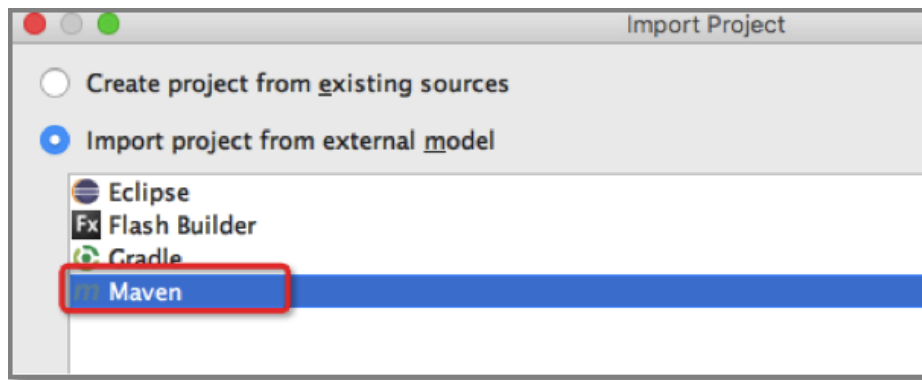 Import Project
Create project from existing sources
Import project from external model
Eclipse
Fx Flash Builder
Gradle
m Maven